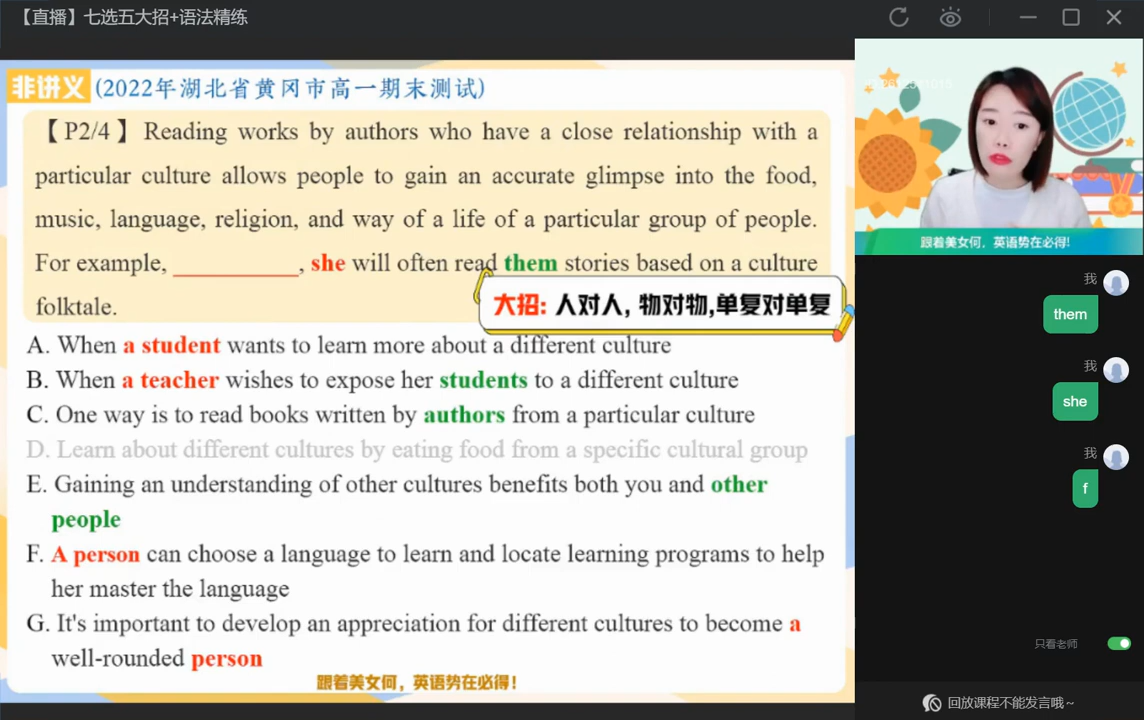 【直播】七选五大招+语法精练
非讲义 (2022年湖北省黄冈市高一期末测试)
【 P2/4 】 Reading works by authors who have a close relationship with a
particular culture allows people to gain an accurate glimpse into the food,
music, language, religion, and way of a life of a particular group of people.
For example, ___________, she will often read them stories based on a culture
folktale.
大招: 人对人, 物对物,单复对单复
A. When a student wants to learn more about a different culture
B. When a teacher wishes to expose her students to a different culture
C. One way is to read books written by authors from a particular culture
D. Learn about different cultures by eating food from a specific cultural group
E. Gaining an understanding of other cultures benefits both you and other
people
F. A person can choose a language to learn and locate learning programs to help
her master the language
G. It's important to develop an appreciation for different cultures to become a
well-rounded person
跟着美女何，英语势在必得!
跟着美女何，英语势在必得!
我
them
我
she
我
f
只看老师
回放课程不能发言哦~